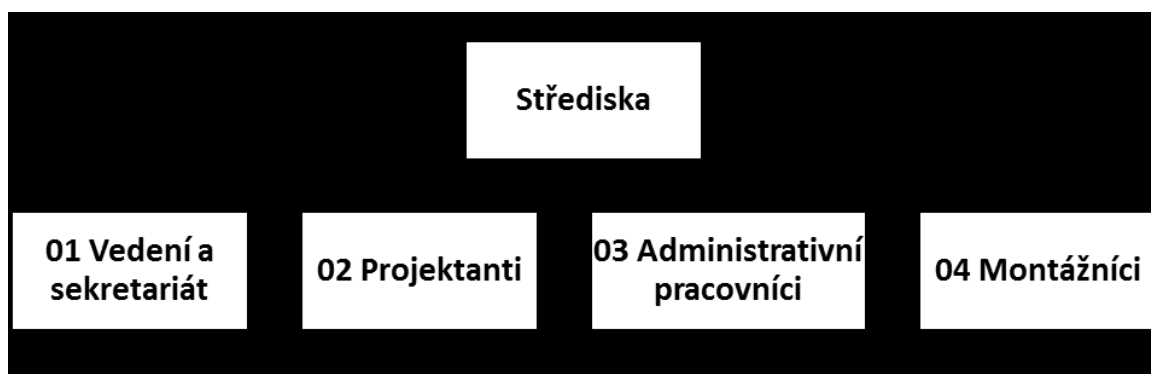 Střediska
01 Vedení a
sekretariát
02 Projektanti
03 Administrativní
pracovníci
04 Montážníci